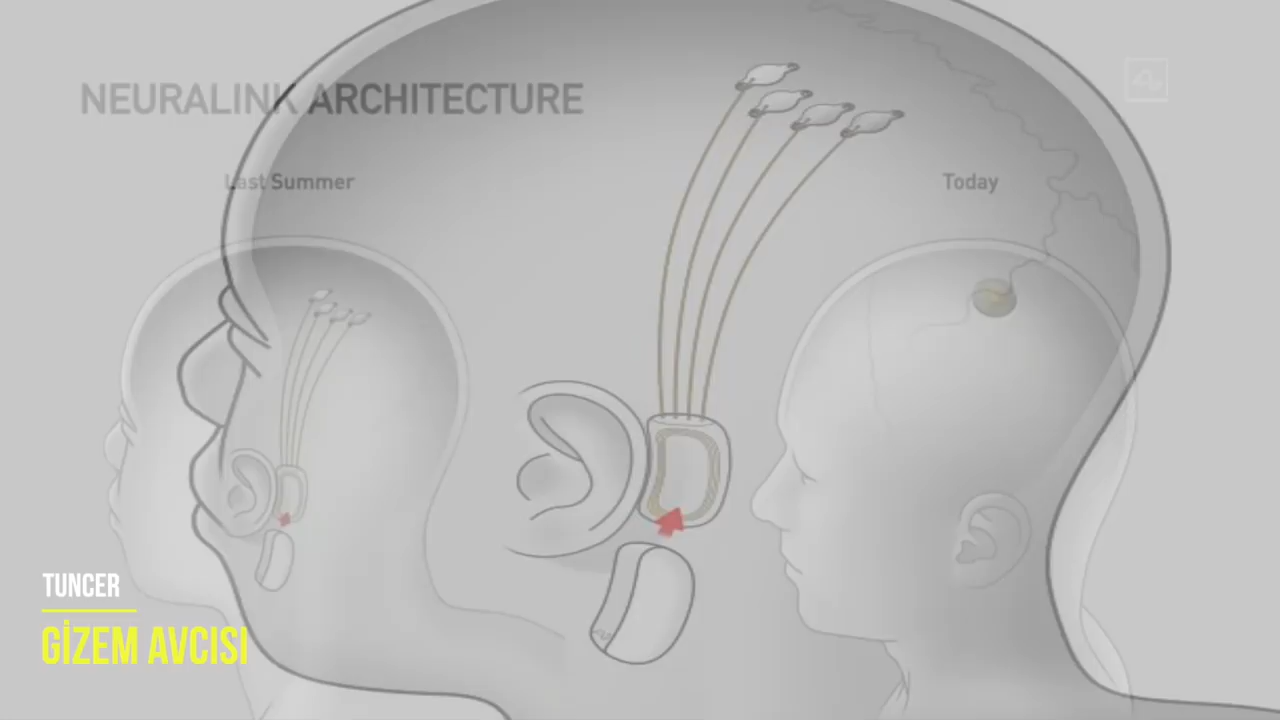 NEURALINK ARCHITECTURE
Last Summer
Today
TUNCER
GİZEM AVCISI